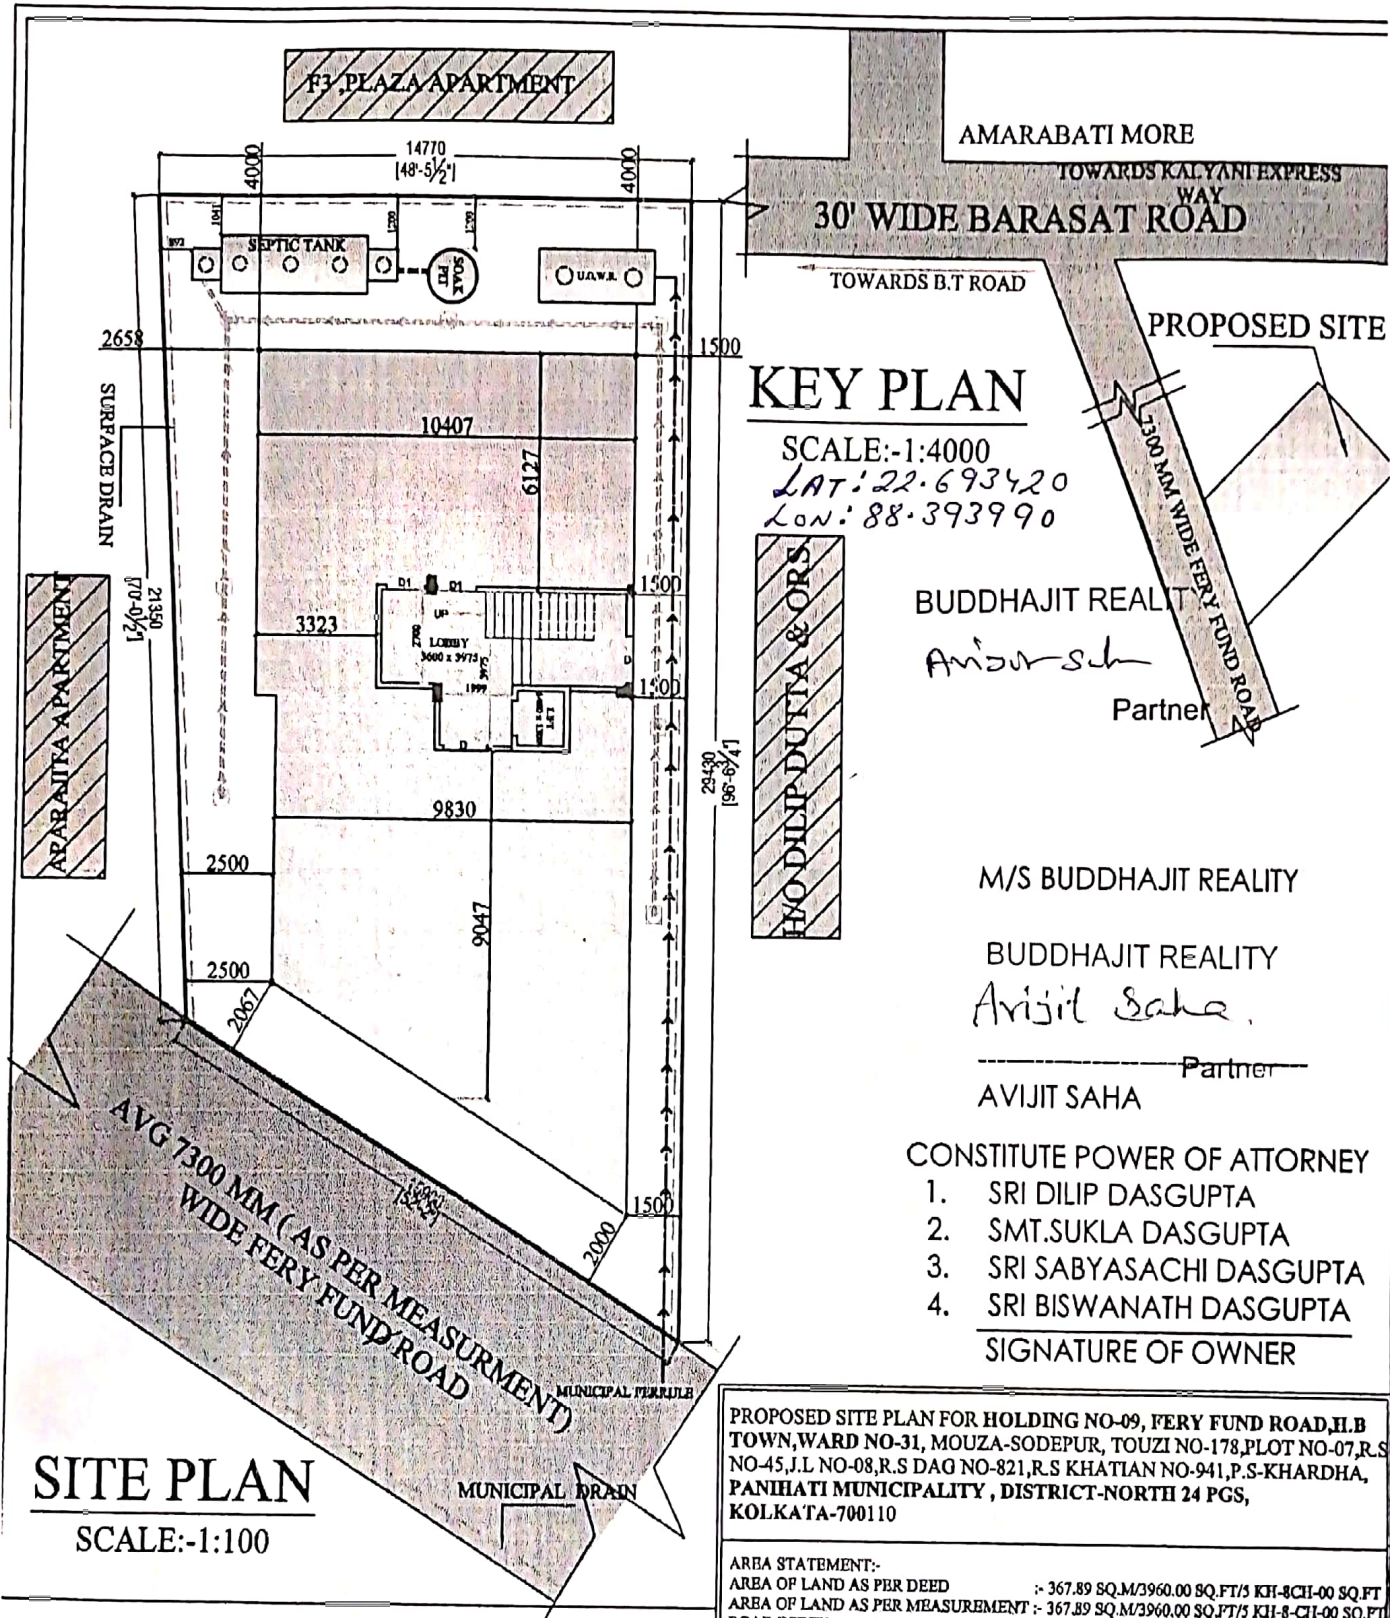 F3 ,PLAZA APARTMENT
14770
[48'-5½"]
4000
4000
1041
1200
1200
892
SEPTIC TANK
SOAK PIT
U.G.W.R.
2658
1500
SURFACE DRAIN
10407
6127
21350
[70'-0½"]
APARAJITA APARTMENT
D1
D1
1500
UP
LOBBY
3600 x 3975
3975
3323
D
1500
LIFT
D
29430
[96'-6¾"]
9830
2500
9047
2500
2067
1500
2000
AVG 7300 MM ( AS PER MEASURMENT)
WIDE FERY FUND ROAD
MUNICIPAL FERRULE
MUNICIPAL DRAIN
SITE PLAN
SCALE:-1:100
AMARABATI MORE
TOWARDS KALYANI EXPRESS
WAY
30' WIDE BARASAT ROAD
TOWARDS B.T ROAD
PROPOSED SITE
7300 MM WIDE FERY FUND ROAD
KEY PLAN
SCALE:-1:4000
LAT: 22.693420
LON: 88.393990
H/O DILIP DUTTA & ORS
BUDDHAJIT REALIT
Partner
M/S BUDDHAJIT REALITY
BUDDHAJIT REALITY
Avijit Saha.
Partner
AVIJIT SAHA
CONSTITUTE POWER OF ATTORNEY
1. SRI DILIP DASGUPTA
2. SMT.SUKLA DASGUPTA
3. SRI SABYASACHI DASGUPTA
4. SRI BISWANATH DASGUPTA
SIGNATURE OF OWNER
PROPOSED SITE PLAN FOR HOLDING NO-09, FERY FUND ROAD,H.B
TOWN,WARD NO-31, MOUZA-SODEPUR, TOUZI NO-178,PLOT NO-07,R.S
NO-45,J.L NO-08,R.S DAG NO-821,R.S KHATIAN NO-941,P.S-KHARDHA,
PANIHATI MUNICIPALITY , DISTRICT-NORTH 24 PGS,
KOLKATA-700110
AREA STATEMENT:-
AREA OF LAND AS PER DEED :- 367.89 SQ.M/3960.00 SQ.FT/5 KH-8CH-00 SQ.FT
AREA OF LAND AS PER MEASUREMENT :- 367.89 SQ.M/3960.00 SQ.FT/5 KH-8-CH-00 SQ.FT